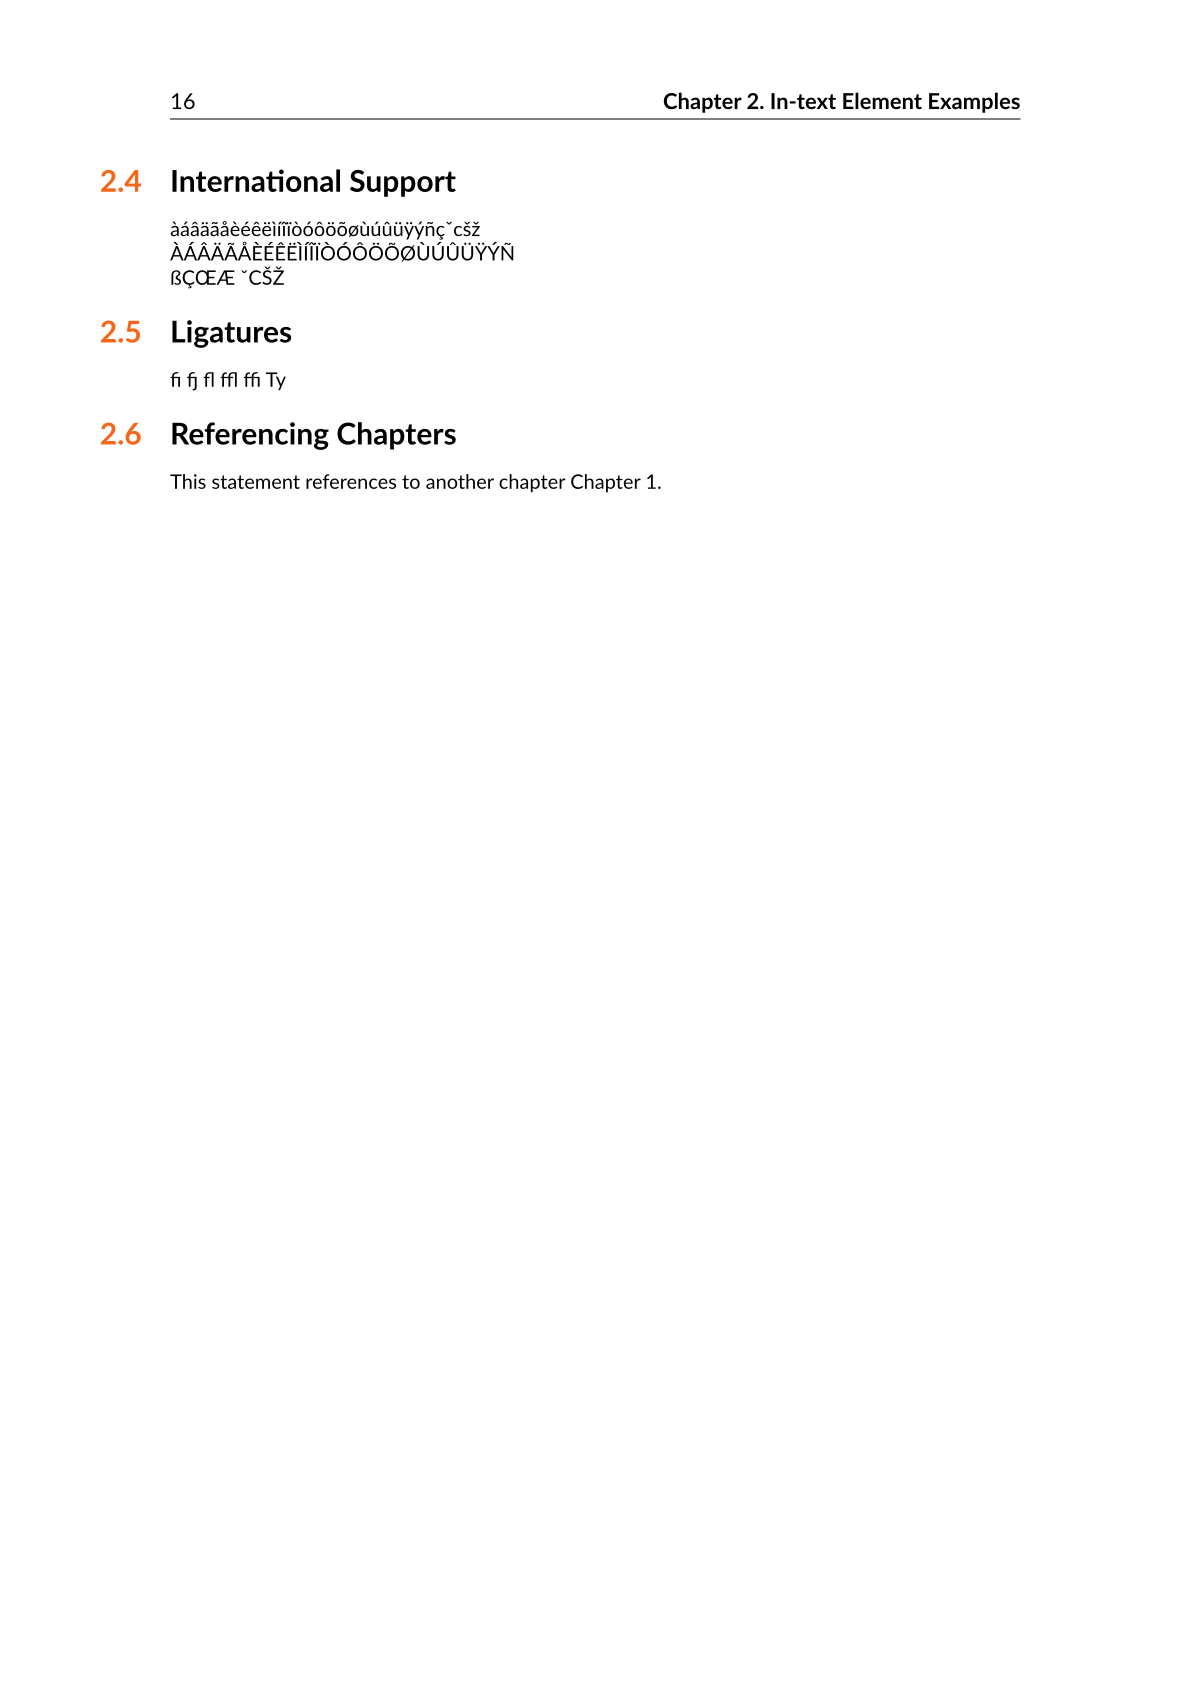 16 Chapter 2. In-text Element Examples
2.4 International Support
àáâäãåèéêëìíîïòóôöõøùúûüÿýñçˇcšž
ÀÁÂÄÃÅÈÉÊËÌÍÎÏÒÓÔÖÕØÙÚÛÜŸÝÑ
ßÇŒÆ ˇCŠŽ
2.5 Ligatures
fi fj fl ffl ffi Ty
2.6 Referencing Chapters
This statement references to another chapter Chapter 1.